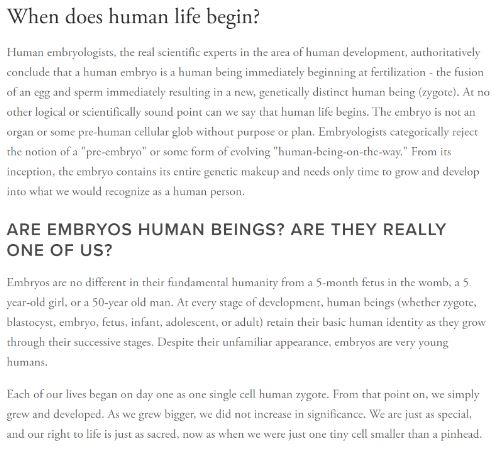 When does human life begin?
Human embryologists, the real scientific experts in the area of human development, authoritatively
conclude that a human embryo is a human being immediately beginning at fertilization - the fusion
of an egg and sperm immediately resulting in a new, genetically distinct human being (zygote). At no
other logical or scientifically sound point can we say that human life begins. The embryo is not an
organ or some pre-human cellular glob without purpose or plan. Embryologists categorically reject
the notion of a "pre-embryo" or some form of evolving "human-being-on-the-way." From its
inception, the embryo contains its entire genetic makeup and needs only time to grow and develop
into what we would recognize as a human person.
ARE EMBRYOS HUMAN BEINGS? ARE THEY REALLY
ONE OF US?
Embryos are no different in their fundamental humanity from a 5-month fetus in the womb, a 5
year-old girl, or a 50-year old man. At every stage of development, human beings (whether zygote,
blastocyst, embryo, fetus, infant, adolescent, or adult) retain their basic human identity as they grow
through their successive stages. Despite their unfamiliar appearance, embryos are very young
humans.
Each of our lives began on day one as one single cell human zygote. From that point on, we simply
grew and developed. As we grew bigger, we did not increase in significance. We are just as special,
and our right to life is just as sacred, now as when we were just one tiny cell smaller than a pinhead.